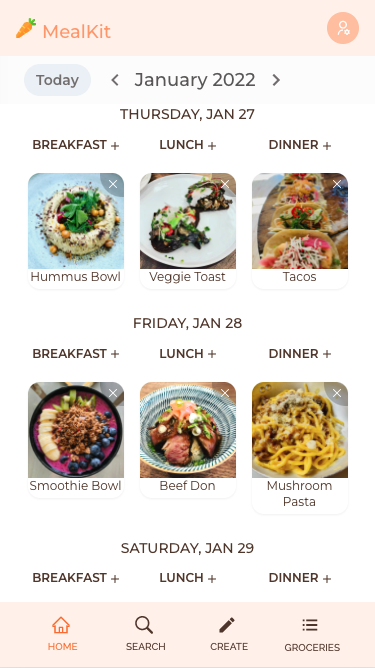 MealKit
Today
January 2022
THURSDAY, JAN 27
BREAKFAST + LUNCH + DINNER +
Hummus Bowl Veggie Toast Tacos
FRIDAY, JAN 28
BREAKFAST + LUNCH + DINNER +
Smoothie Bowl Beef Don Mushroom
Pasta
SATURDAY, JAN 29
BREAKFAST + LUNCH + DINNER +
HOME SEARCH CREATE GROCERIES